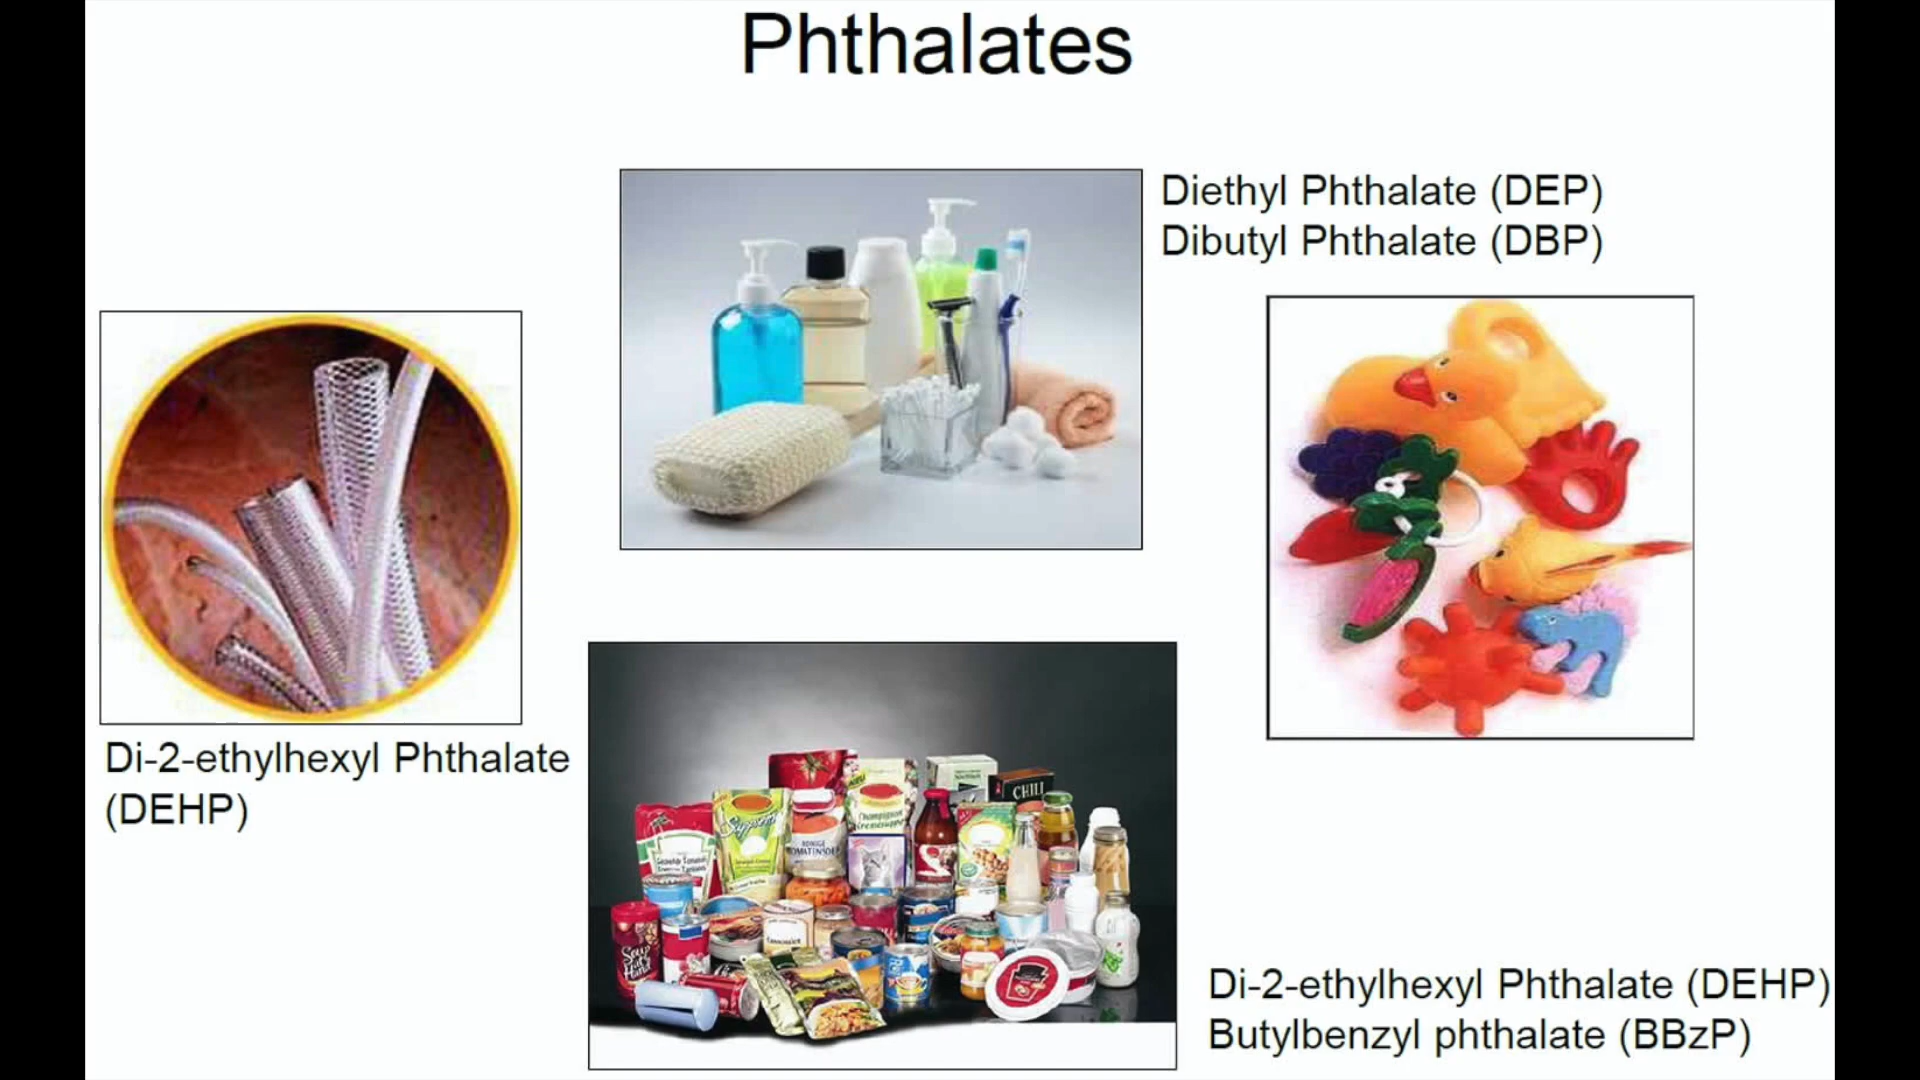 Phthalates
Diethyl Phthalate (DEP)
Dibutyl Phthalate (DBP)
Di-2-ethylhexyl Phthalate
(DEHP)
CHILI
Di-2-ethylhexyl Phthalate (DEHP)
Butylbenzyl phthalate (BBzP)